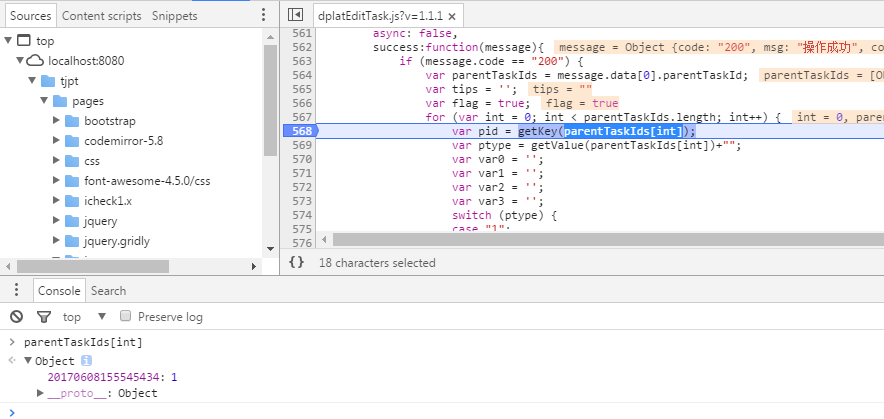 Sources Content scripts Snippets
top
localhost:8080
tjpt
pages
bootstrap
codemirror-5.8
css
font-awesome-4.5.0/css
icheck1.x
jquery
jquery.gridly
dplatEditTask.js?v=1.1.1 ×
561 async: false,
562 success:function(message){ message = Object {code: "200", msg: "操作成功", co
563 if (message.code == "200") {
564 var parentTaskIds = message.data[0].parentTaskId; parentTaskIds = [Ob
565 var tips = ''; tips = ""
566 var flag = true; flag = true
567 for (var int = 0; int < parentTaskIds.length; int++) { int = 0, pare
568 var pid = getKey(parentTaskIds[int]);
569 var ptype = getValue(parentTaskIds[int])+"";
570 var var0 = '';
571 var var1 = '';
572 var var2 = '';
573 var var3 = '';
574 switch (ptype) {
575 case "1":
576
{} 18 characters selected
Console Search
top Preserve log
> parentTaskIds[int]
Object i
20170608155545434: 1
__proto__: Object
>